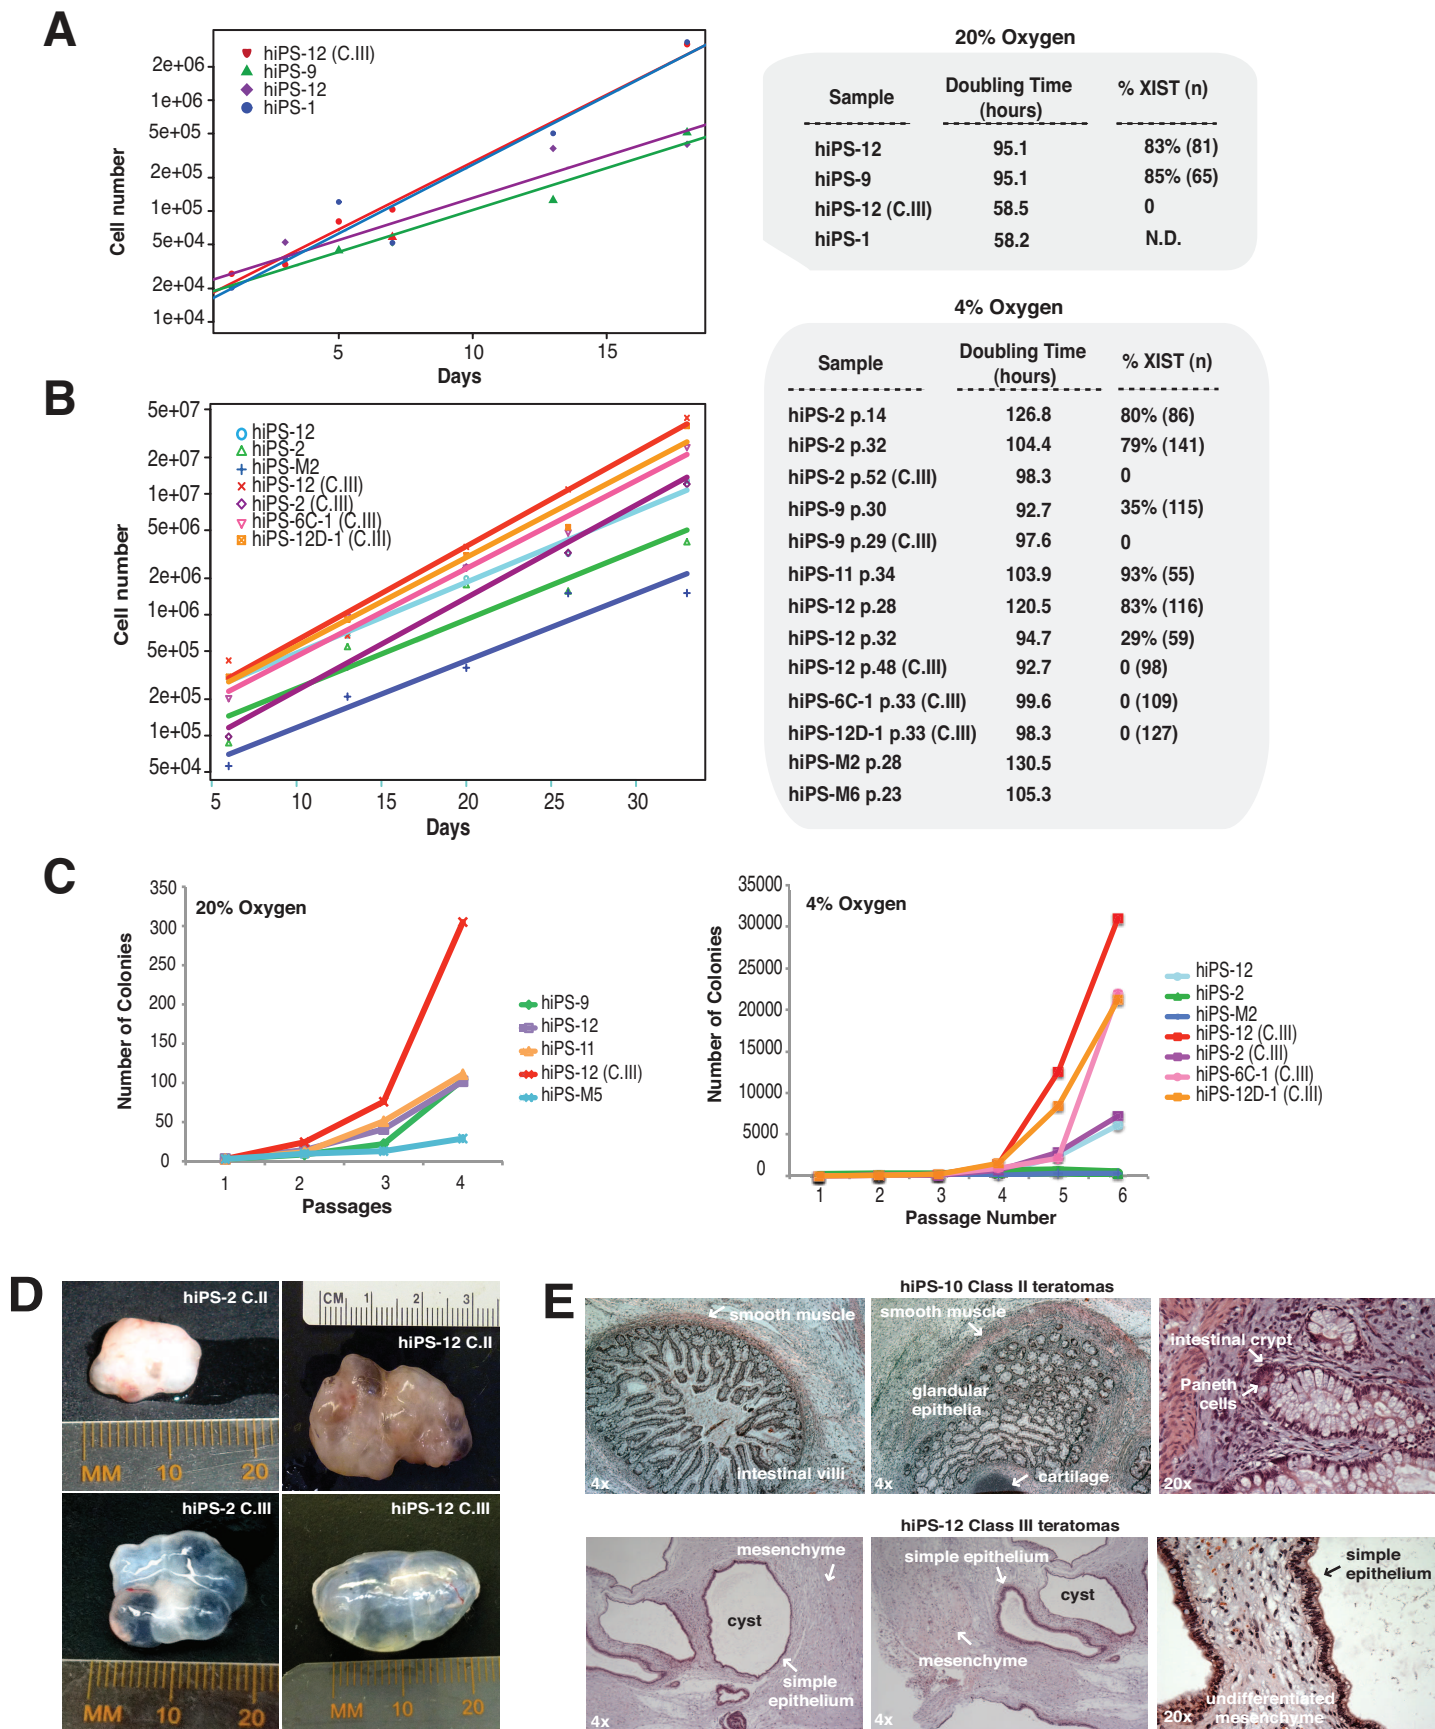 A
2e+06
1e+06
5e+05
2e+05
1e+05
5e+04
2e+04
1e+04
Cell number
hiPS-12 (C.III)
hiPS-9
hiPS-12
hiPS-1
5
10
15
Days
20% Oxygen
Sample
Doubling Time
(hours)
% XIST (n)
hiPS-12 95.1 83% (81)
hiPS-9 95.1 85% (65)
hiPS-12 (C.III) 58.5 0
hiPS-1 58.2 N.D.
4% Oxygen
Sample
Doubling Time
(hours)
% XIST (n)
hiPS-2 p.14 126.8 80% (86)
hiPS-2 p.32 104.4 79% (141)
hiPS-2 p.52 (C.III) 98.3 0
hiPS-9 p.30 92.7 35% (115)
hiPS-9 p.29 (C.III) 97.6 0
hiPS-11 p.34 103.9 93% (55)
hiPS-12 p.28 120.5 83% (116)
hiPS-12 p.32 94.7 29% (59)
hiPS-12 p.48 (C.III) 92.7 0 (98)
hiPS-6C-1 p.33 (C.III) 99.6 0 (109)
hiPS-12D-1 p.33 (C.III) 98.3 0 (127)
hiPS-M2 p.28 130.5
hiPS-M6 p.23 105.3
B
5e+07
2e+07
1e+07
5e+06
2e+06
1e+06
5e+05
2e+05
1e+05
5e+04
Cell number
hiPS-12
hiPS-2
hiPS-M2
hiPS-12 (C.III)
hiPS-2 (C.III)
hiPS-6C-1 (C.III)
hiPS-12D-1 (C.III)
5
10
15
20
25
30
Days
C
20% Oxygen
350
300
250
200
150
100
50
0
Number of Colonies
1
2
3
4
Passages
hiPS-9
hiPS-12
hiPS-11
hiPS-12 (C.III)
hiPS-M5
4% Oxygen
35000
30000
25000
20000
15000
10000
5000
0
Number of Colonies
1
2
3
4
5
6
Passage Number
hiPS-12
hiPS-2
hiPS-M2
hiPS-12 (C.III)
hiPS-2 (C.III)
hiPS-6C-1 (C.III)
hiPS-12D-1 (C.III)
D
hiPS-2 C.II
MM 10 20
CM 1 2 3
hiPS-12 C.II
hiPS-2 C.III
MM 10 20
hiPS-12 C.III
MM 10 20
E
hiPS-10 Class II teratomas
smooth muscle
intestinal villi
4x
smooth muscle
glandular
epithelia
cartilage
4x
intestinal crypt
Paneth
cells
20x
hiPS-12 Class III teratomas
mesenchyme
cyst
simple
epithelium
4x
simple epithelium
cyst
mesenchyme
4x
simple
epithelium
undifferentiated
mesenchyme
20x